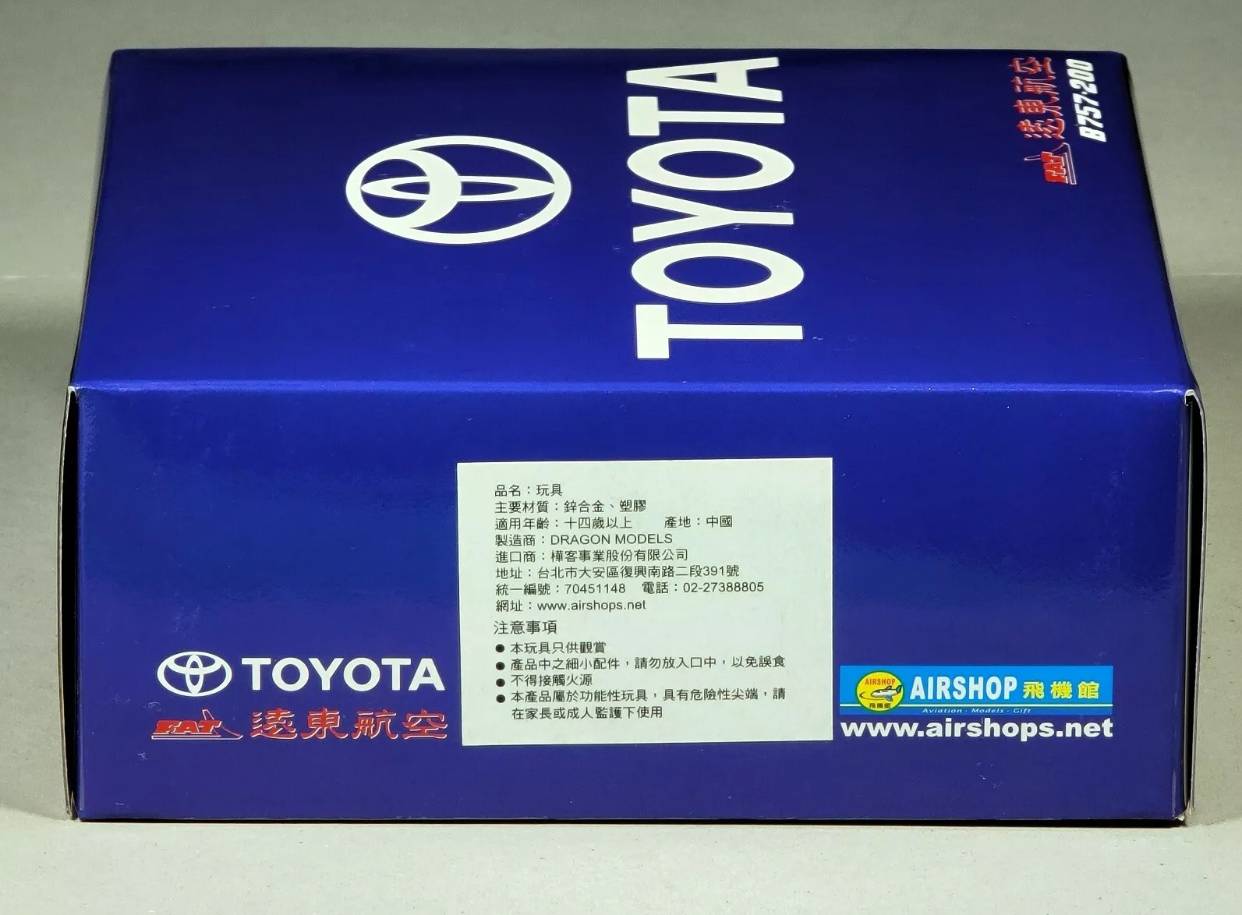 TOYOTA
FAT 遠東航空
B757-200
品名：玩具
主要材質：鋅合金、塑膠
適用年齡：十四歲以上　產地：中國
製造商：DRAGON MODELS
進口商：樺客事業股份有限公司
地址：台北市大安區復興南路二段391號
統一編號：70451148　電話：02-27388805
網址：www.airshops.net
注意事項
● 本玩具只供觀賞
● 產品中之細小配件，請勿放入口中，以免誤食
● 不得接觸火源
● 本產品屬於功能性玩具，具有危險性尖端，請
在家長或成人監護下使用
TOYOTA
FAT 遠東航空
AIRSHOP
飛機館
AIRSHOP 飛機館
Aviation · Models · Gift
www.airshops.net